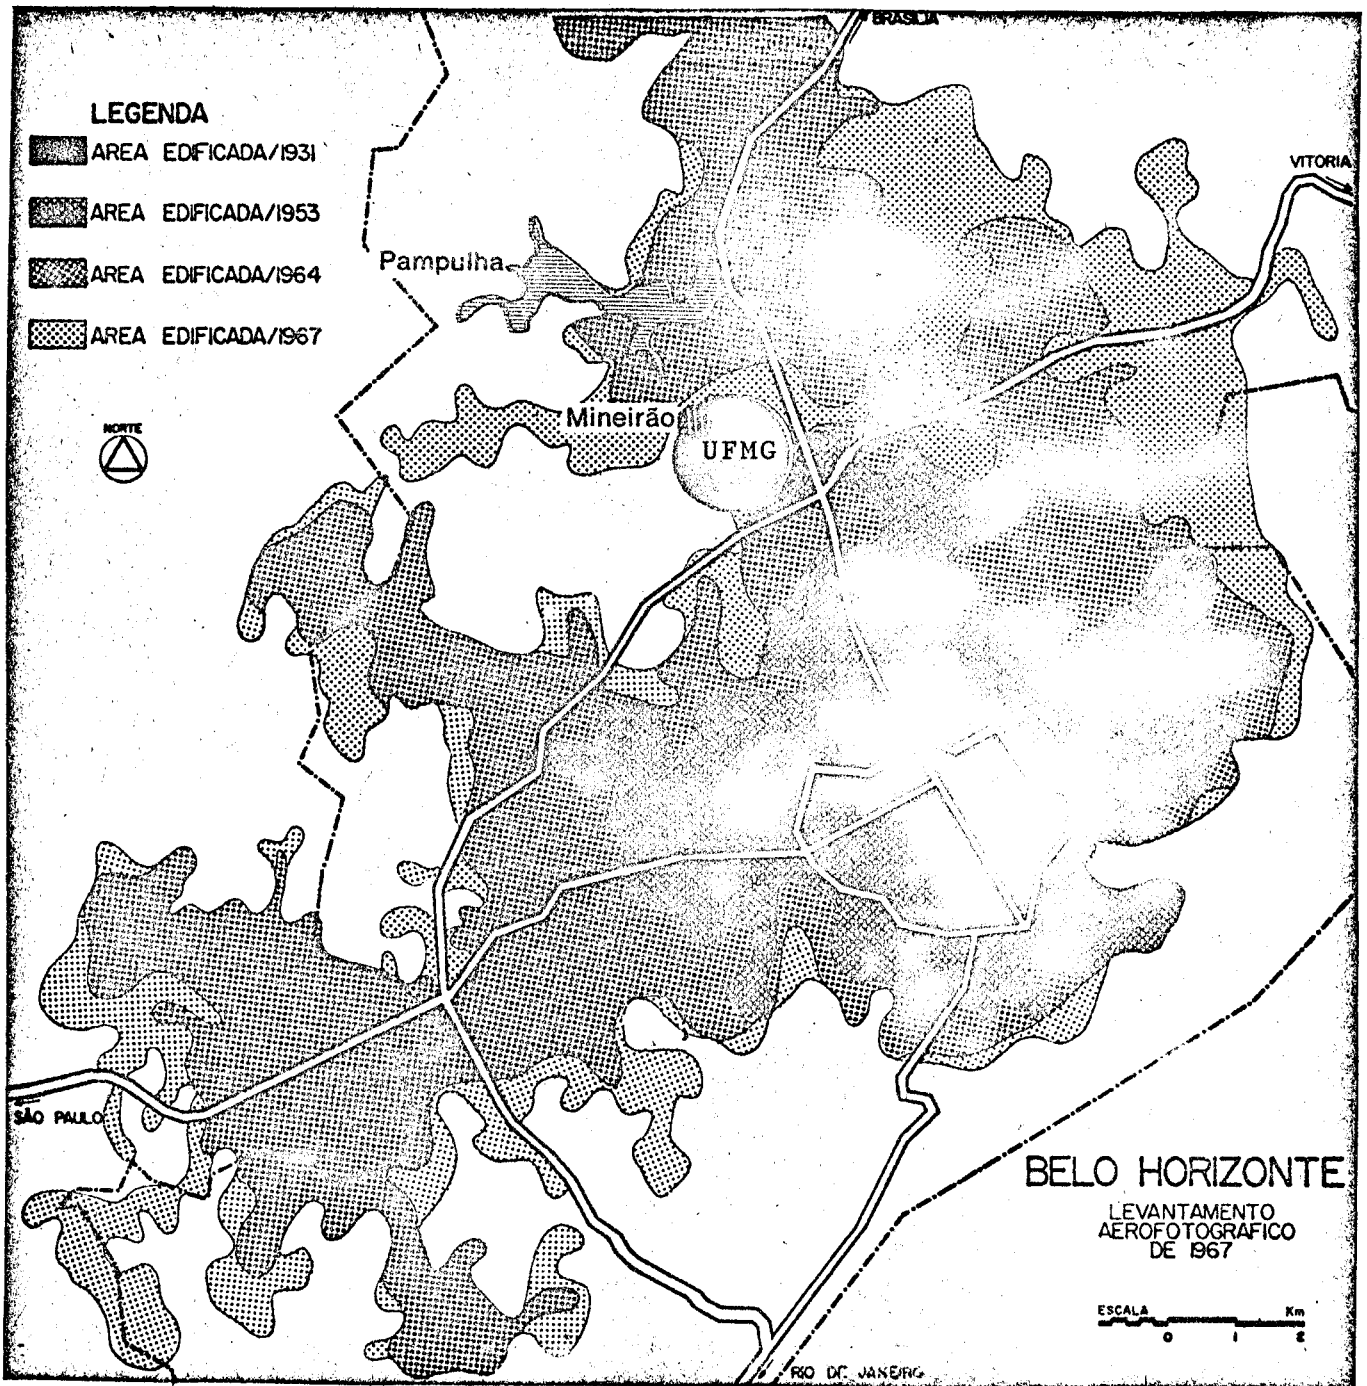 BRASILIA
LEGENDA
AREA EDIFICADA/1931
AREA EDIFICADA/1953
AREA EDIFICADA/1964
AREA EDIFICADA/1967
VITORIA
Pampulha
NORTE
Mineirão
UFMG
SÃO PAULO
BELO HORIZONTE
LEVANTAMENTO
AEROFOTOGRAFICO
DE 1967
ESCALA Km
0 1 2
RIO DE JANEIRO